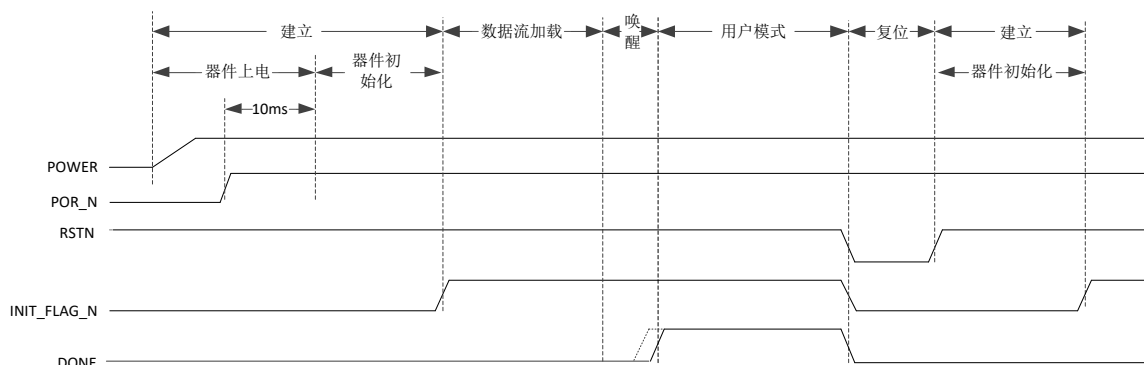 建立
数据流加载
唤
醒
用户模式
复位
建立
器件上电
器件初
始化
器件初始化
10ms
POWER
POR_N
RSTN
INIT_FLAG_N
DONE